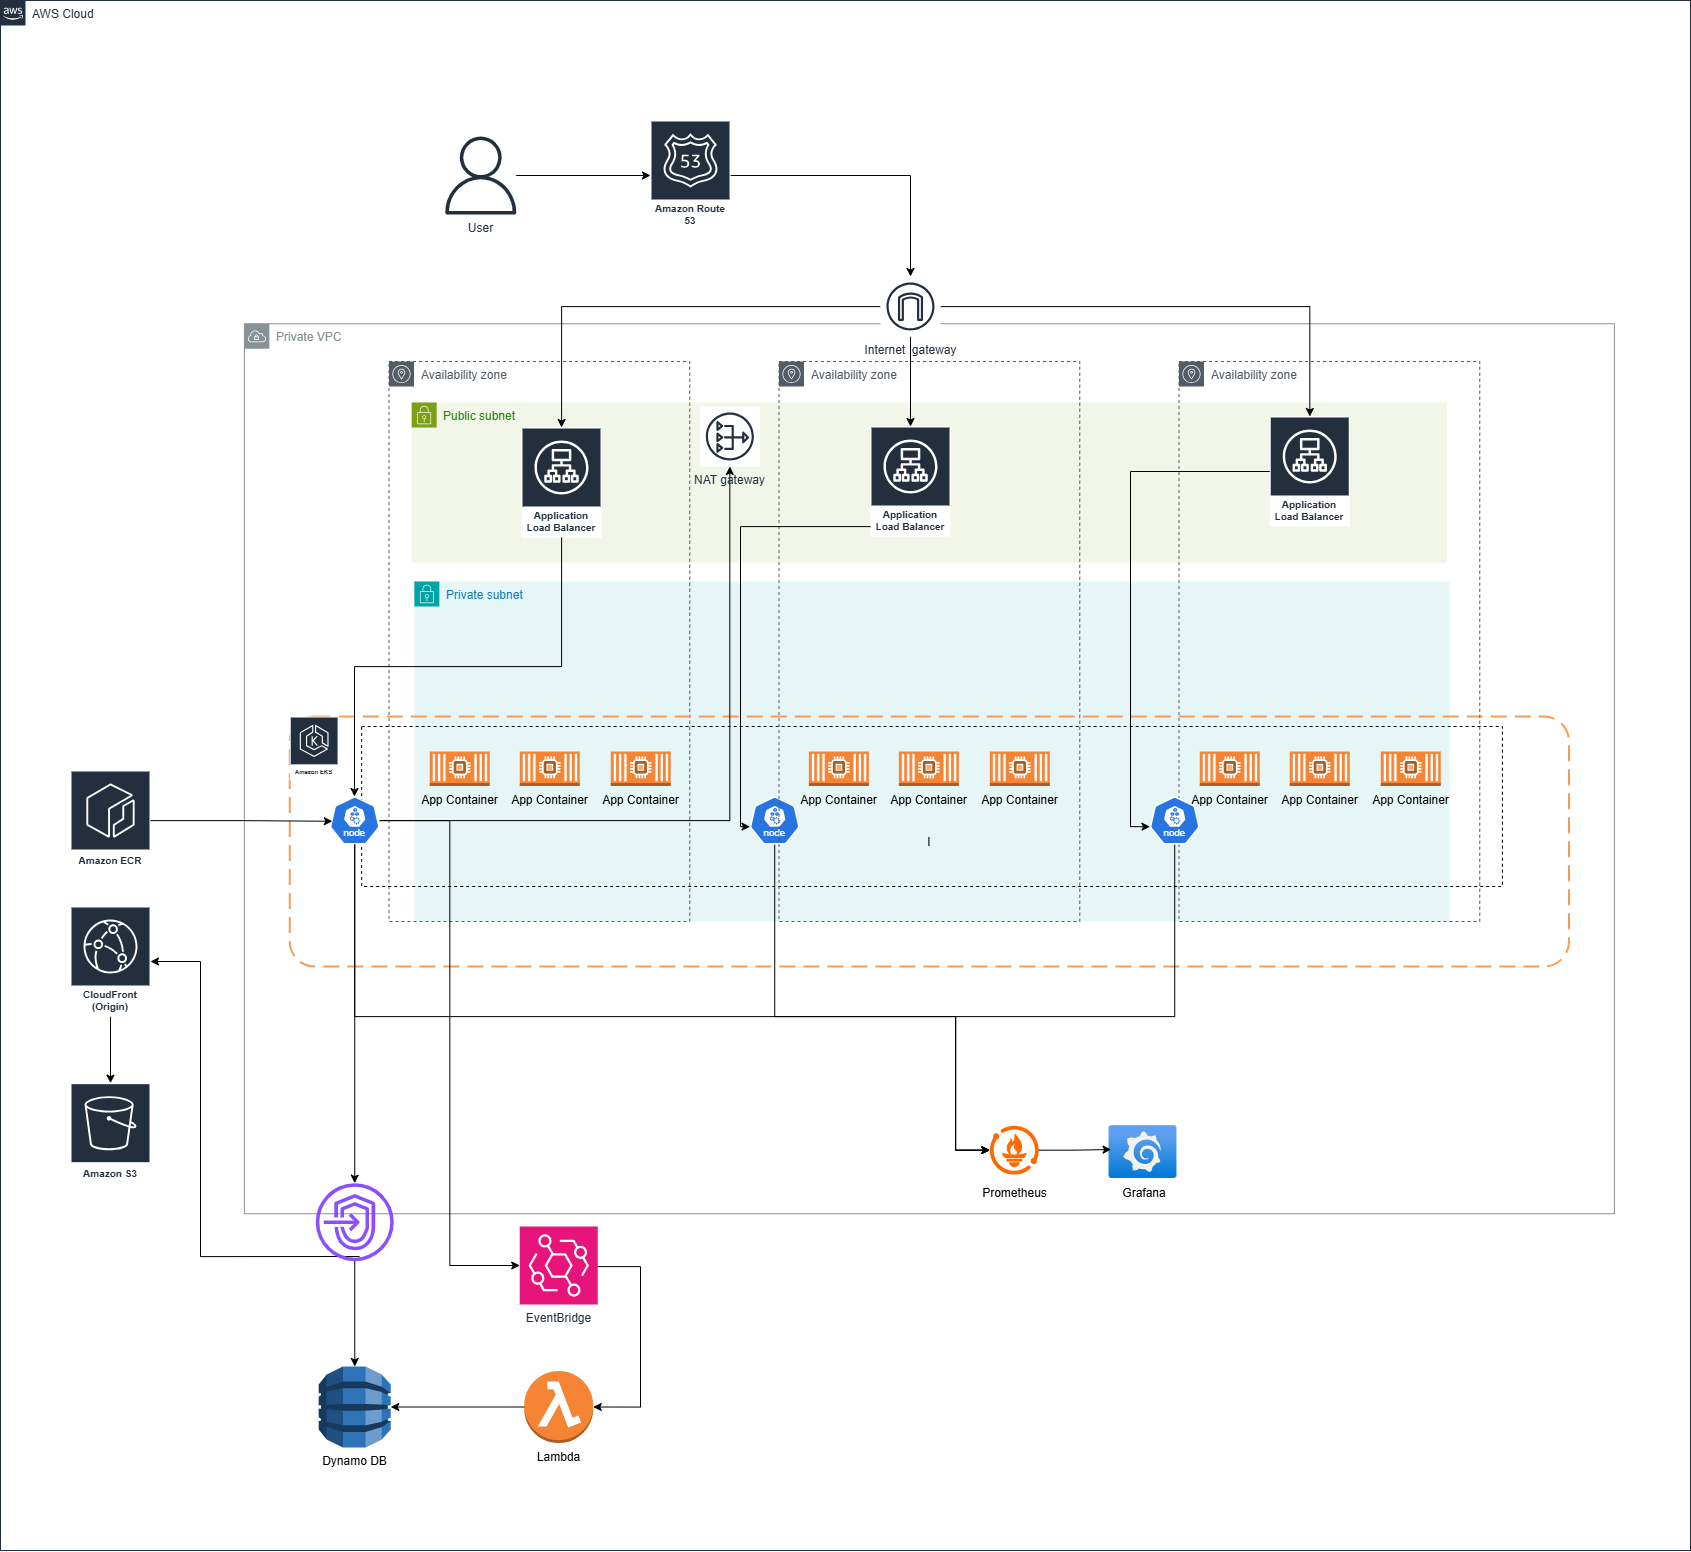 aws
AWS Cloud
53
User
Amazon Route
53
Internet gateway
Private VPC
Availability zone
Availability zone
Availability zone
Public subnet
NAT gateway
Application
Load Balancer
Application
Load Balancer
Application
Load Balancer
Private subnet
K
Amazon EKS
App Container
App Container
App Container
App Container
App Container
App Container
App Container
App Container
App Container
node
node
node
I
Amazon ECR
CloudFront
(Origin)
Amazon S3
Prometheus
Grafana
EventBridge
Dynamo DB
Lambda